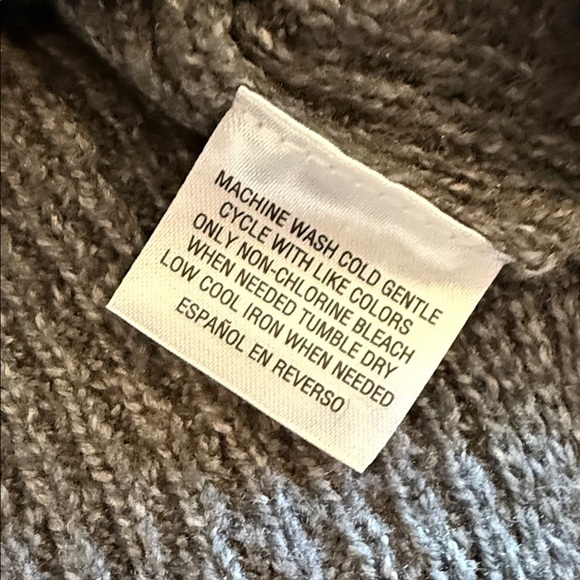 MACHINE WASH COLD GENTLE
CYCLE WITH LIKE COLORS
ONLY NON-CHLORINE BLEACH
WHEN NEEDED TUMBLE DRY
LOW COOL IRON WHEN NEEDED
ESPAÑOL EN REVERSO